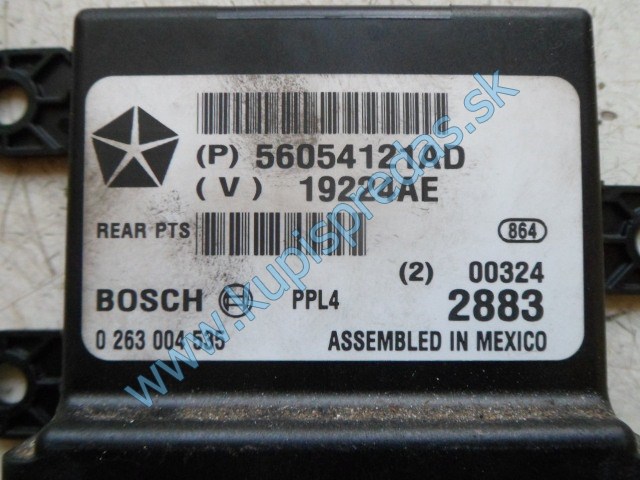 (P) 56054121AD
(V) 19224AE
REAR PTS
864
(2) 00324
BOSCH PPL4 2883
0 263 004 535 ASSEMBLED IN MEXICO
www.kupispredas.sk